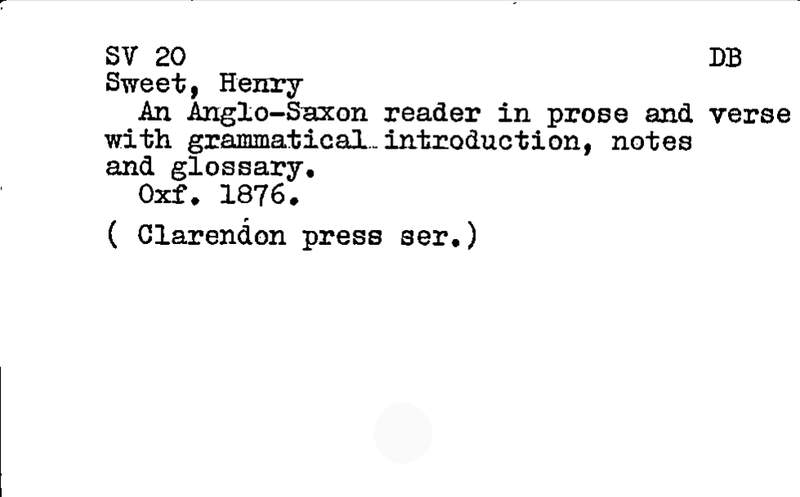 SV 20 DB
Sweet, Henry
An Anglo-Saxon reader in prose and verse
with grammatical introduction, notes
and glossary.
Oxf. 1876.
( Clarendon press ser.)